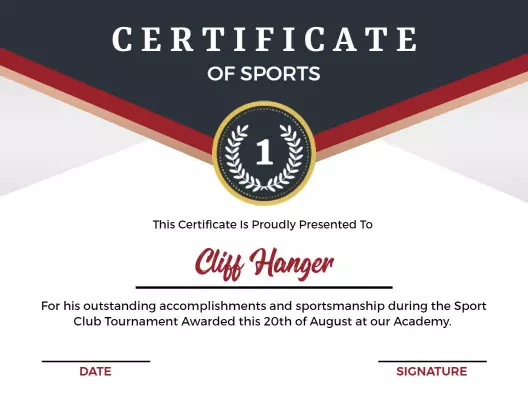 CERTIFICATE
OF SPORTS
1
This Certificate Is Proudly Presented To
Cliff Hanger
For his outstanding accomplishments and sportsmanship during the Sport
Club Tournament Awarded this 20th of August at our Academy.
DATE
SIGNATURE